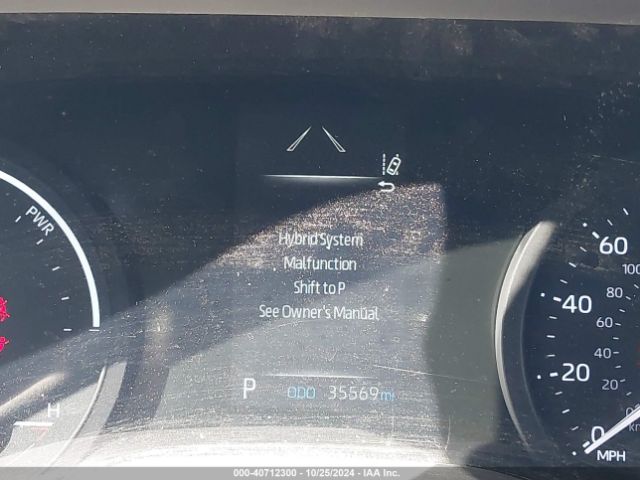 PWR
H
Hybrid System
Malfunction
Shift to P
See Owner's Manual
P ODO 35569 mi
60
40
20
0
MPH
100
80
60
40
20
0
000-40712300 - 10/25/2024 - IAA Inc.